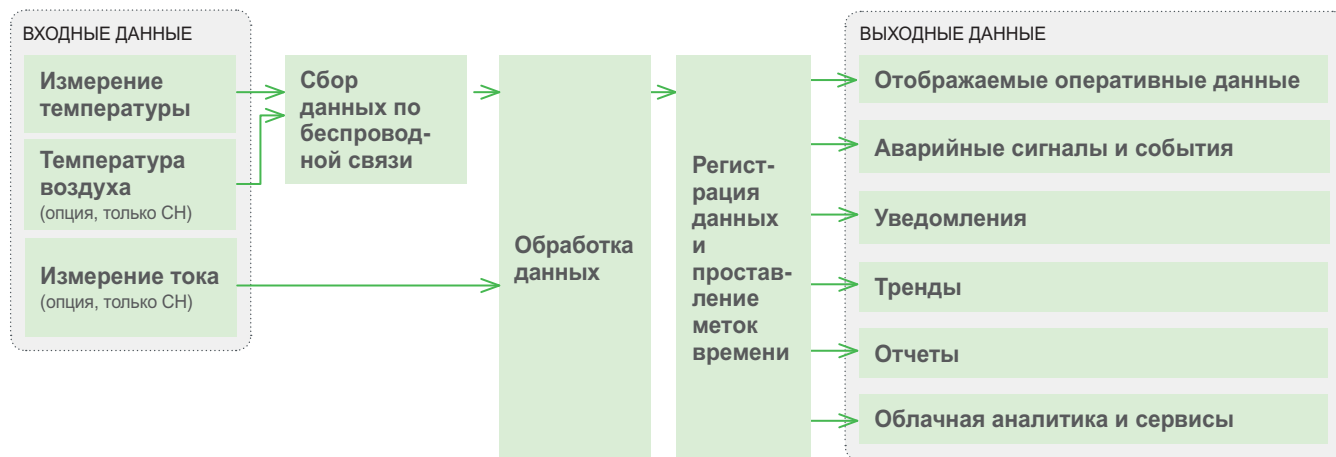 ВХОДНЫЕ ДАННЫЕ
Измерение
температуры
Температура
воздуха
(опция, только СН)
Измерение тока
(опция, только СН)
Сбор
данных по
беспровод-
ной связи
Обработка
данных
Регист-
рация
данных
и
простав-
ление
меток
времени
ВЫХОДНЫЕ ДАННЫЕ
Отображаемые оперативные данные
Аварийные сигналы и события
Уведомления
Тренды
Отчеты
Облачная аналитика и сервисы